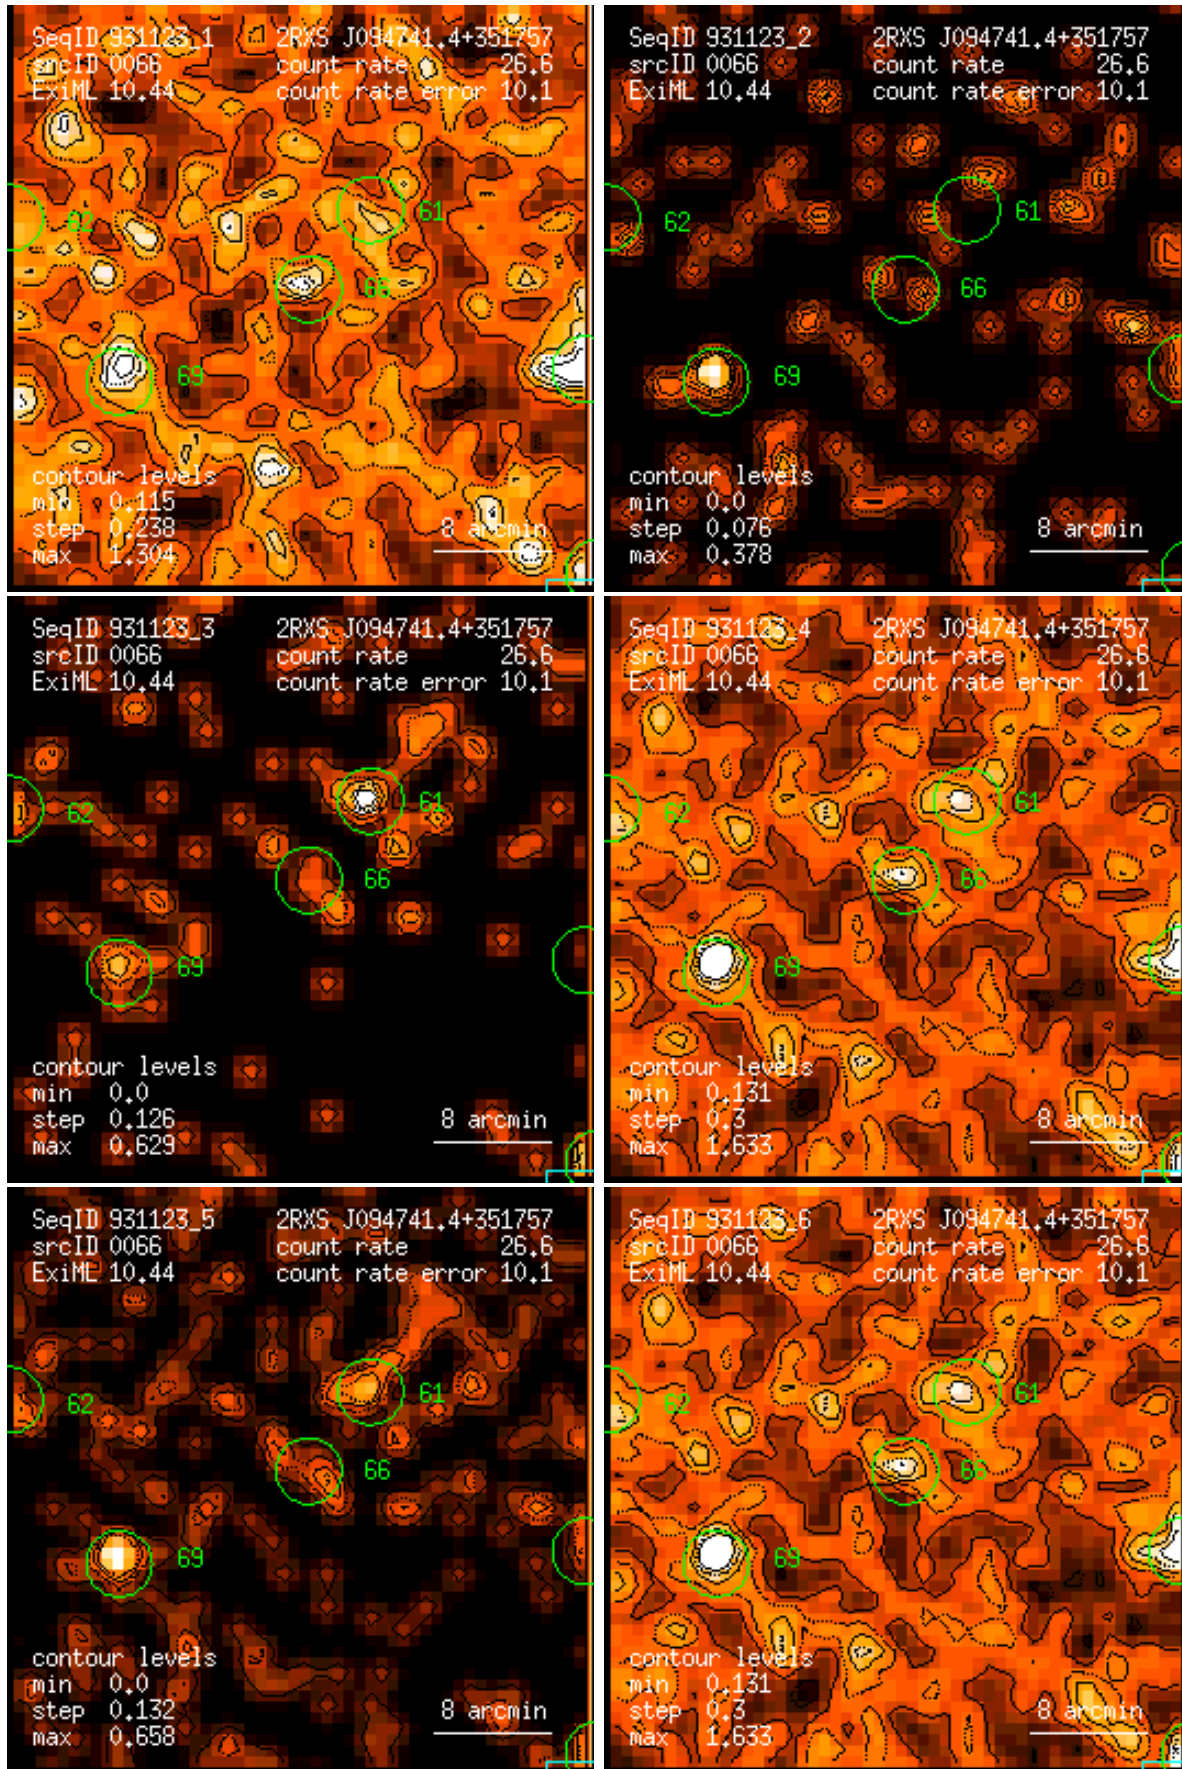 SeqID 931123_1 2RXS J094741.4+351757
srcID 0066 count rate 26.6
ExiML 10.44 count rate error 10.1
61
62
66
69
contour levels
min 0.115
step 0.238 8 arcmin
max 1.304
SeqID 931123_2 2RXS J094741.4+351757
srcID 0066 count rate 26.6
ExiML 10.44 count rate error 10.1
61
62
66
69
contour levels
min 0.0
step 0.076 8 arcmin
max 0.378
SeqID 931123_3 2RXS J094741.4+351757
srcID 0066 count rate 26.6
ExiML 10.44 count rate error 10.1
61
62
66
69
contour levels
min 0.0
step 0.126 8 arcmin
max 0.629
SeqID 931123_4 2RXS J094741.4+351757
srcID 0066 count rate 26.6
ExiML 10.44 count rate error 10.1
61
62
66
69
contour levels
min 0.131
step 0.3 8 arcmin
max 1.633
SeqID 931123_5 2RXS J094741.4+351757
srcID 0066 count rate 26.6
ExiML 10.44 count rate error 10.1
61
62
66
69
contour levels
min 0.0
step 0.132 8 arcmin
max 0.658
SeqID 931123_6 2RXS J094741.4+351757
srcID 0066 count rate 26.6
ExiML 10.44 count rate error 10.1
61
62
66
69
contour levels
min 0.131
step 0.3 8 arcmin
max 1.633